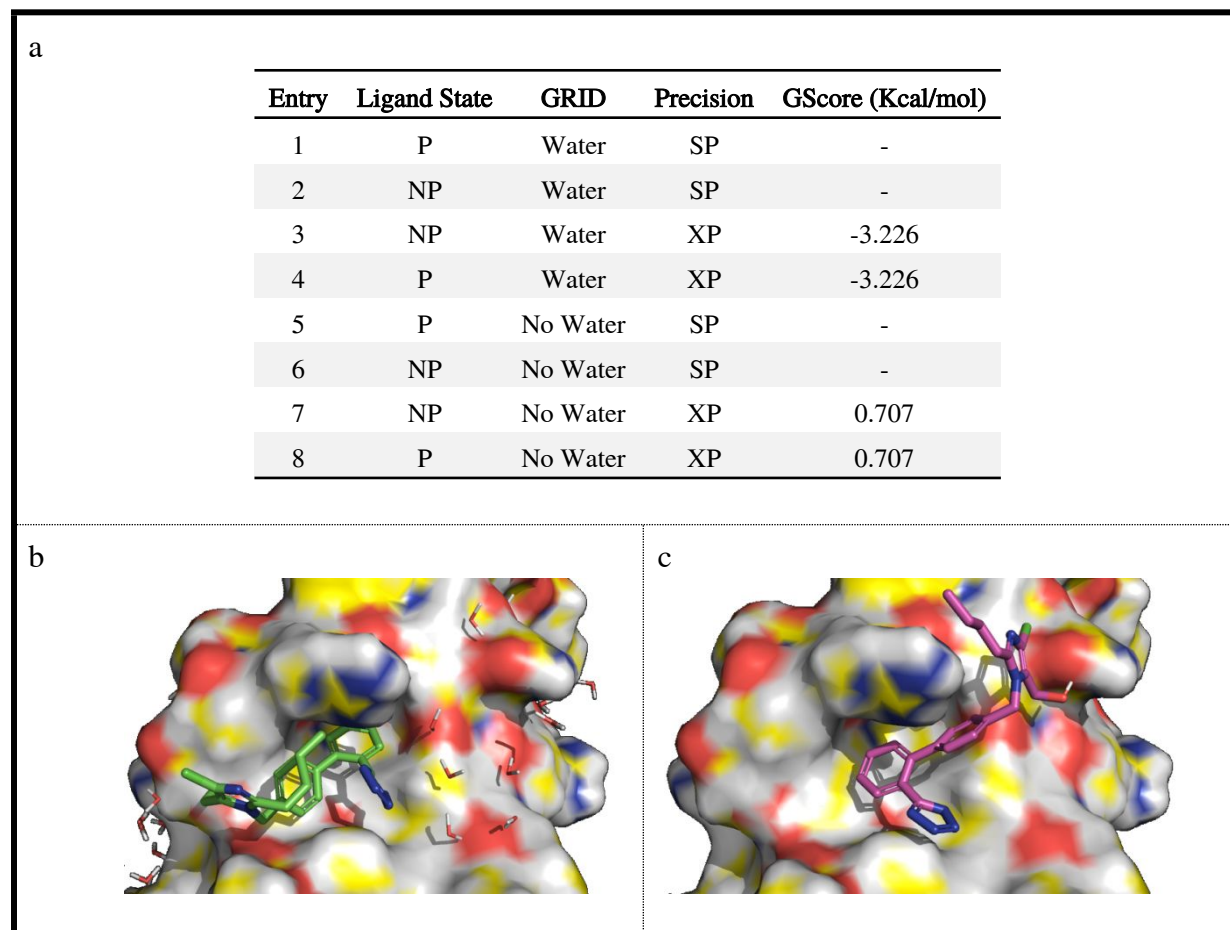 a
Entry Ligand State GRID Precision GScore (Kcal/mol)
1 P Water SP -
2 NP Water SP -
3 NP Water XP -3.226
4 P Water XP -3.226
5 P No Water SP -
6 NP No Water SP -
7 NP No Water XP 0.707
8 P No Water XP 0.707
b
c